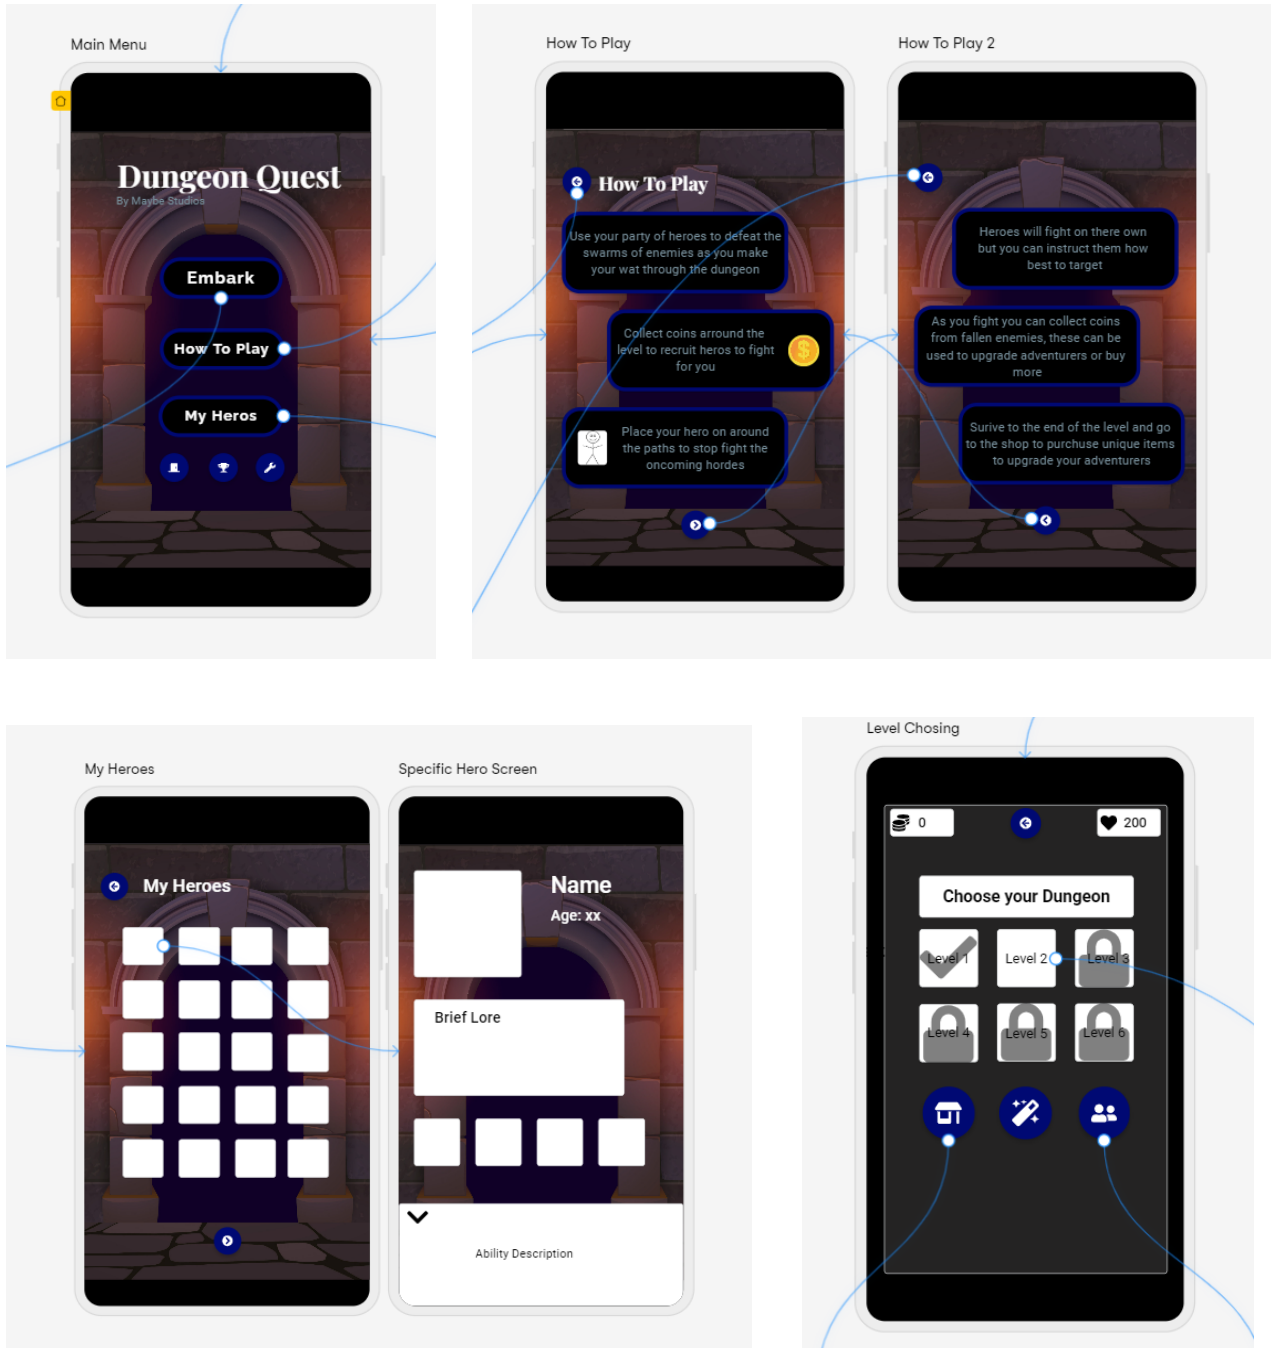 Main Menu
Dungeon Quest
By Maybe Studios
Embark
How To Play
My Heros
How To Play
How To Play
Use your party of heroes to defeat the
swarms of enemies as you make
your wat through the dungeon
Collect coins arround the
level to recruit heros to fight
for you
Place your hero on around
the paths to stop fight the
oncoming hordes
How To Play 2
Heroes will fight on there own
but you can instruct them how
best to target
As you fight you can collect coins
from fallen enemies, these can be
used to upgrade adventurers or buy
more
Surive to the end of the level and go
to the shop to purchuse unique items
to upgrade your adventurers
My Heroes
My Heroes
Specific Hero Screen
Name
Age: xx
Brief Lore
Ability Description
Level Chosing
0
200
Choose your Dungeon
Level 1
Level 2
Level 3
Level 4
Level 5
Level 6